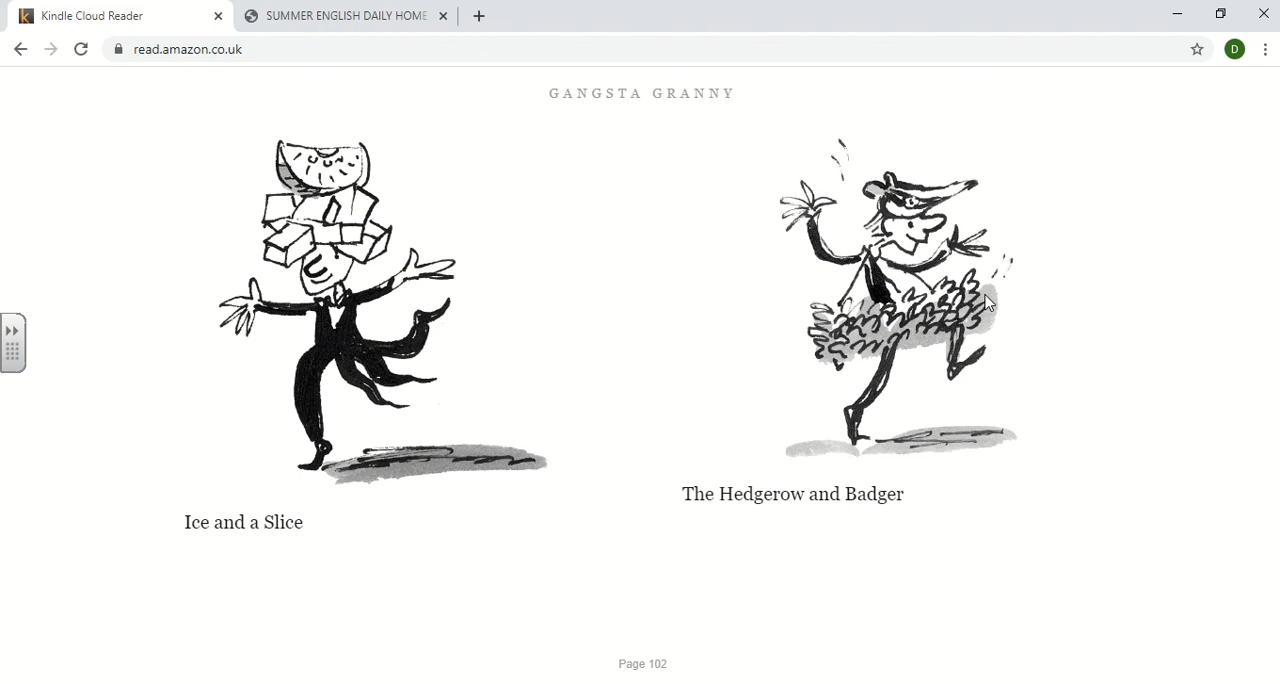 Kindle Cloud Reader
SUMMER ENGLISH DAILY HOME
read.amazon.co.uk
D
GANGSTA GRANNY
Ice and a Slice
The Hedgerow and Badger
Page 102